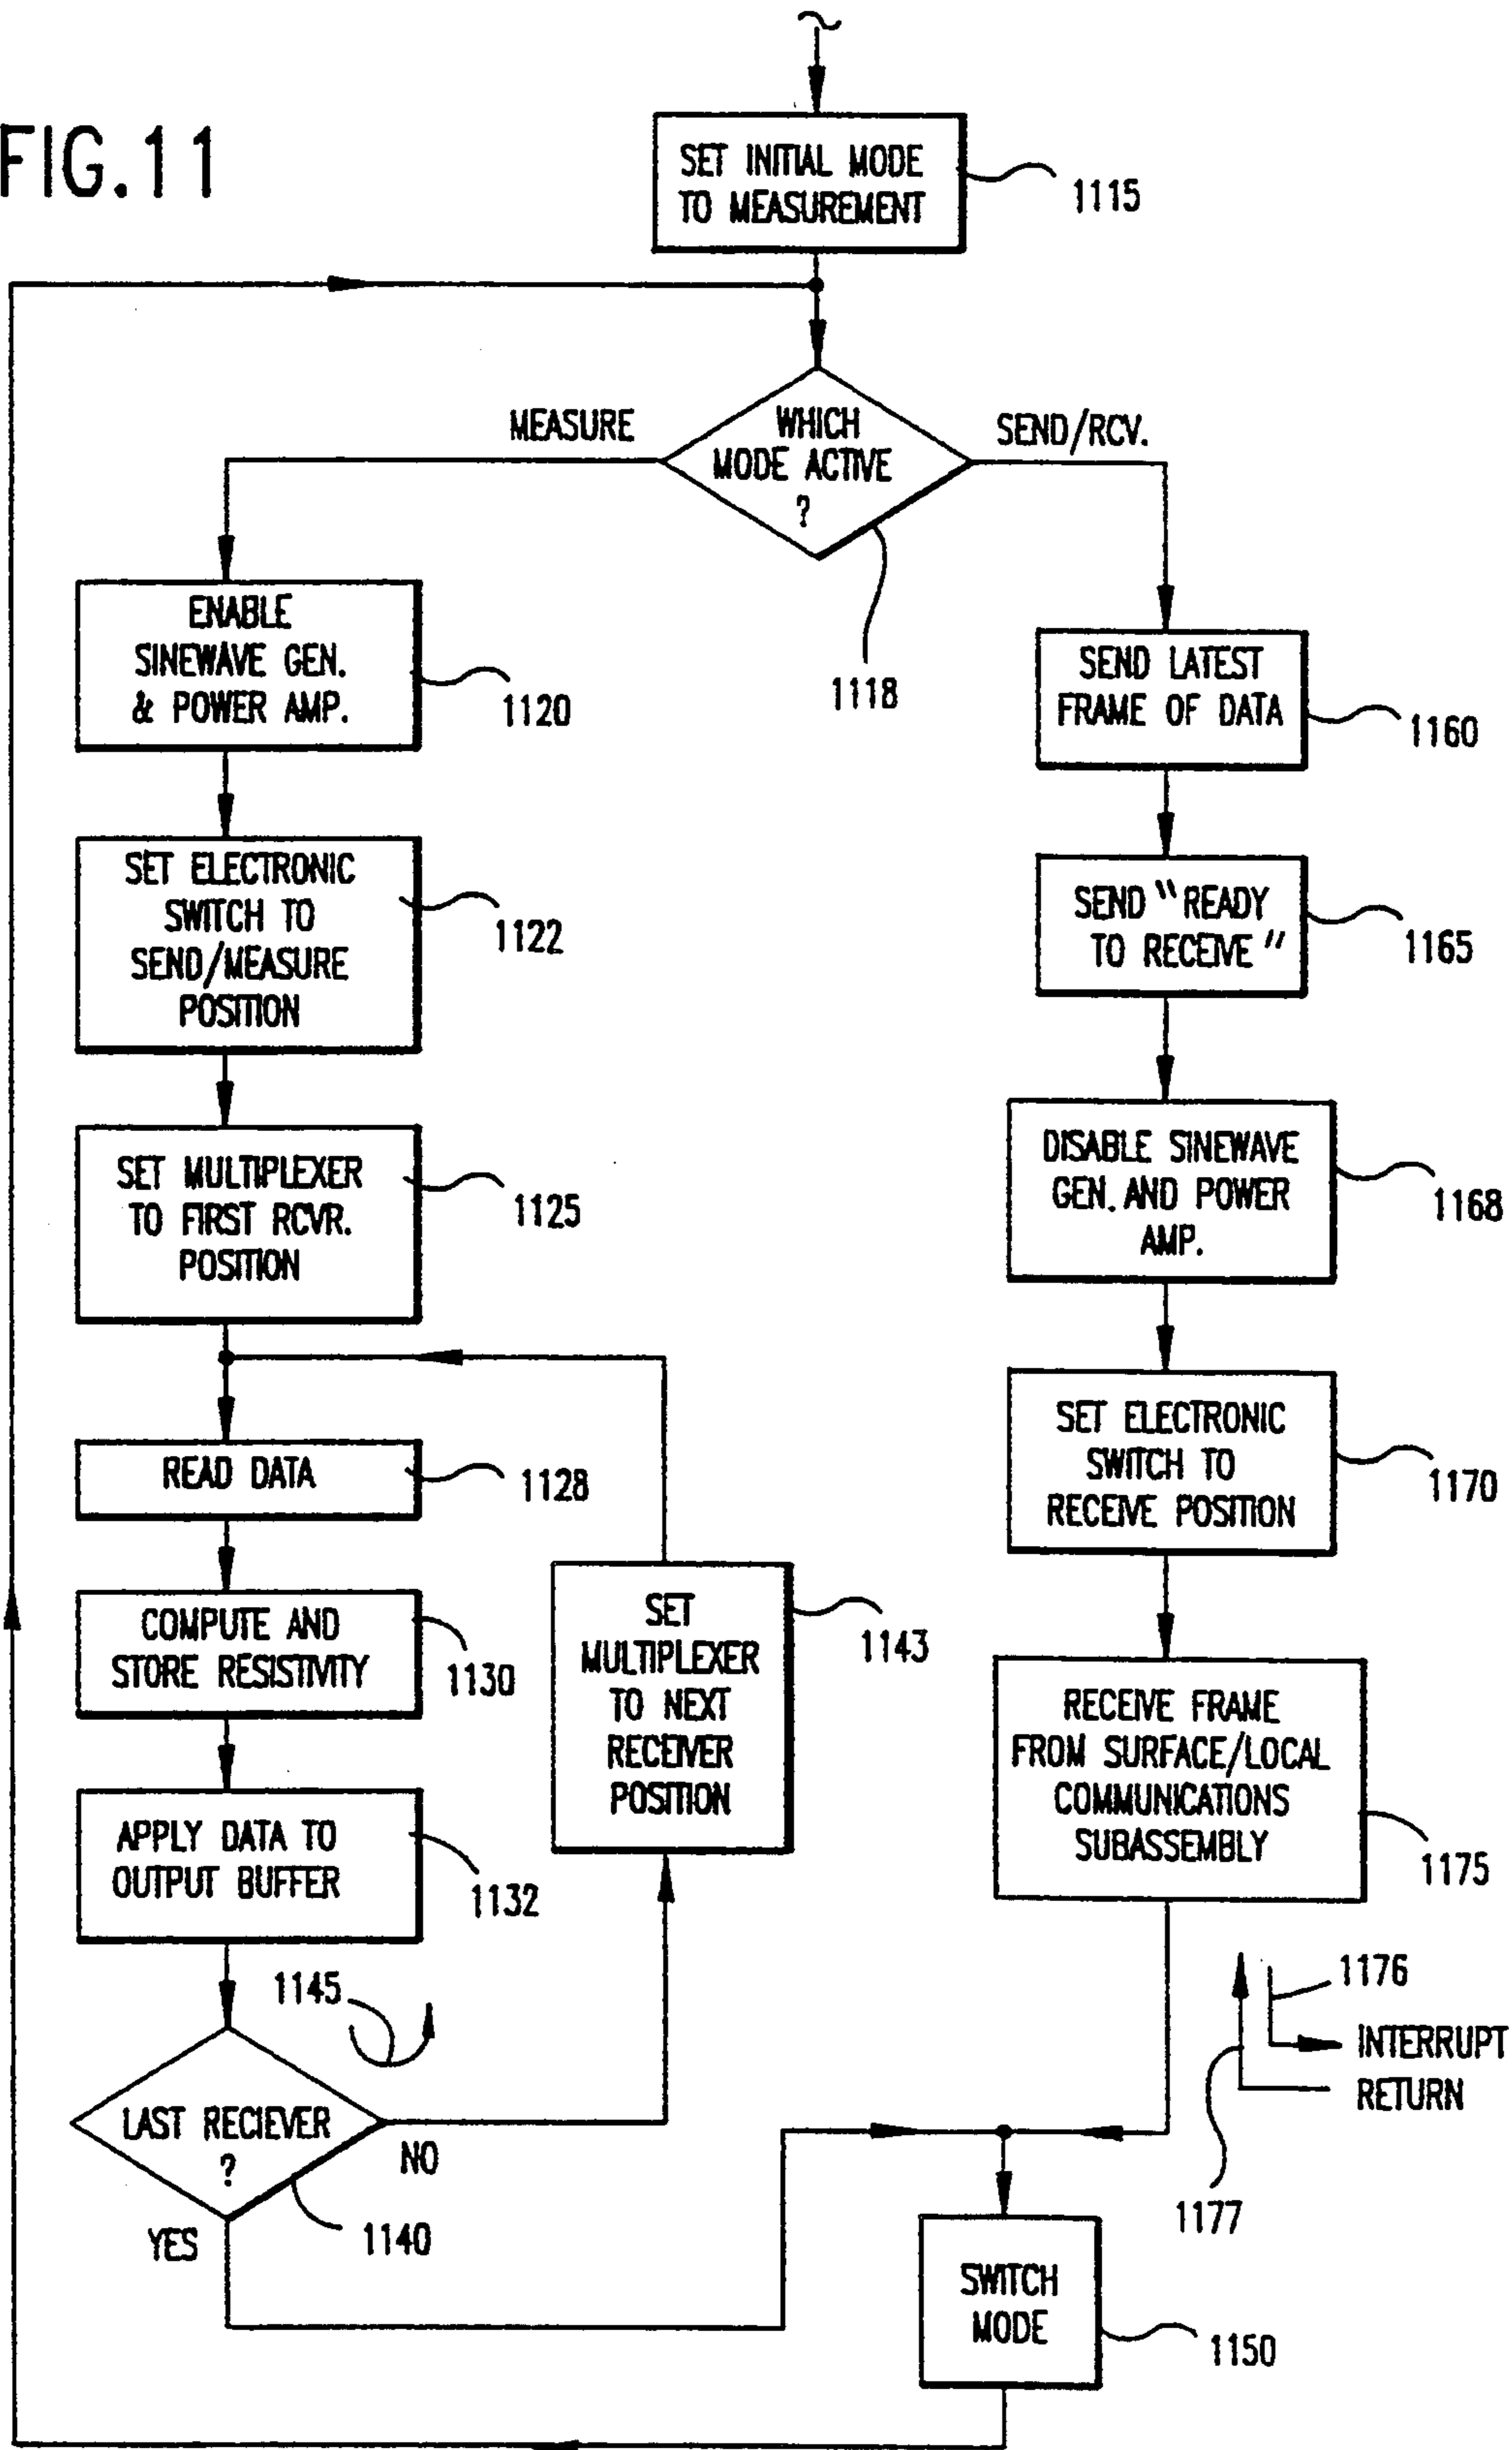 FIG.11
SET INITIAL MODE
TO MEASUREMENT
1115
MEASURE
WHICH
MODE ACTIVE
?
SEND/RCV.
1118
ENABLE
SINEWAVE GEN.
& POWER AMP.
1120
SET ELECTRONIC
SWITCH TO
SEND/MEASURE
POSITION
1122
SET MULTIPLEXER
TO FIRST RCVR.
POSITION
1125
READ DATA
1128
COMPUTE AND
STORE RESISTIVITY
1130
APPLY DATA TO
OUTPUT BUFFER
1132
SET
MULTIPLEXER
TO NEXT
RECEIVER
POSITION
1143
1145
LAST RECIEVER
?
NO
YES
1140
SEND LATEST
FRAME OF DATA
1160
SEND "READY
TO RECEIVE"
1165
DISABLE SINEWAVE
GEN. AND POWER
AMP.
1168
SET ELECTRONIC
SWITCH TO
RECEIVE POSITION
1170
RECEIVE FRAME
FROM SURFACE/LOCAL
COMMUNICATIONS
SUBASSEMBLY
1175
1176
INTERRUPT
RETURN
1177
SWITCH
MODE
1150